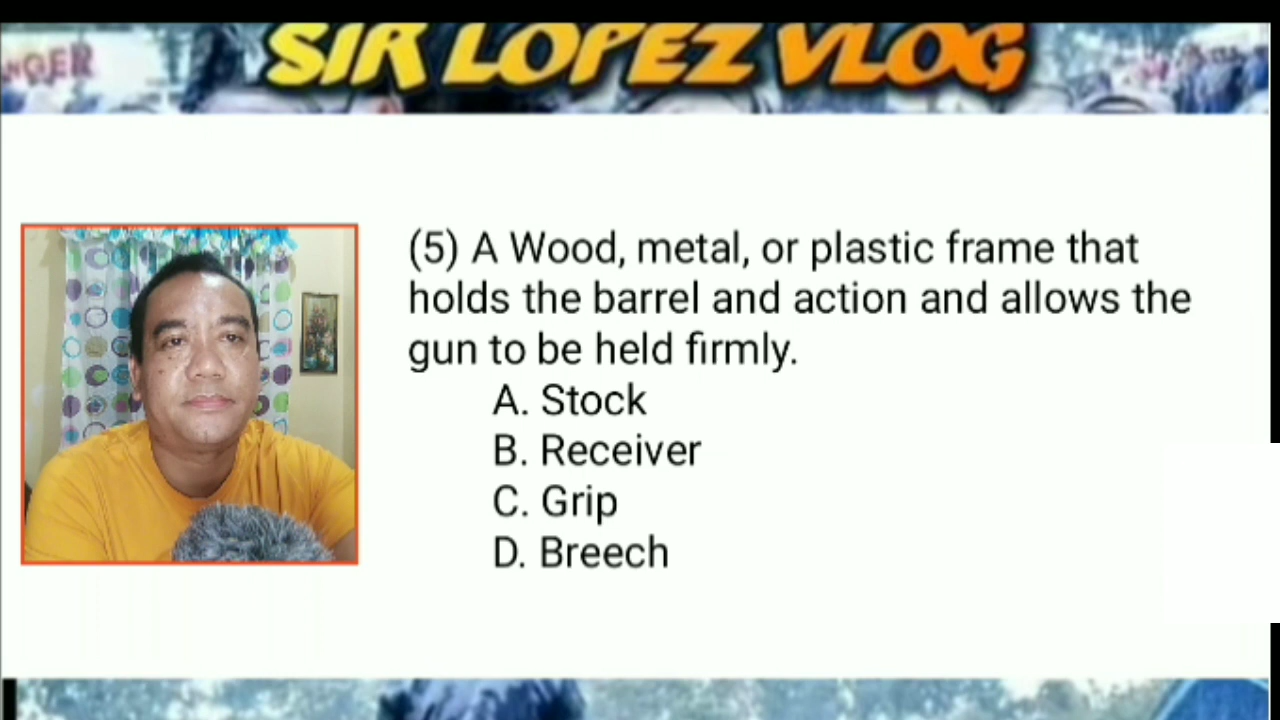 SIR LOPEZ VLOG
(5) A Wood, metal, or plastic frame that
holds the barrel and action and allows the
gun to be held firmly.
A. Stock
B. Receiver
C. Grip
D. Breech